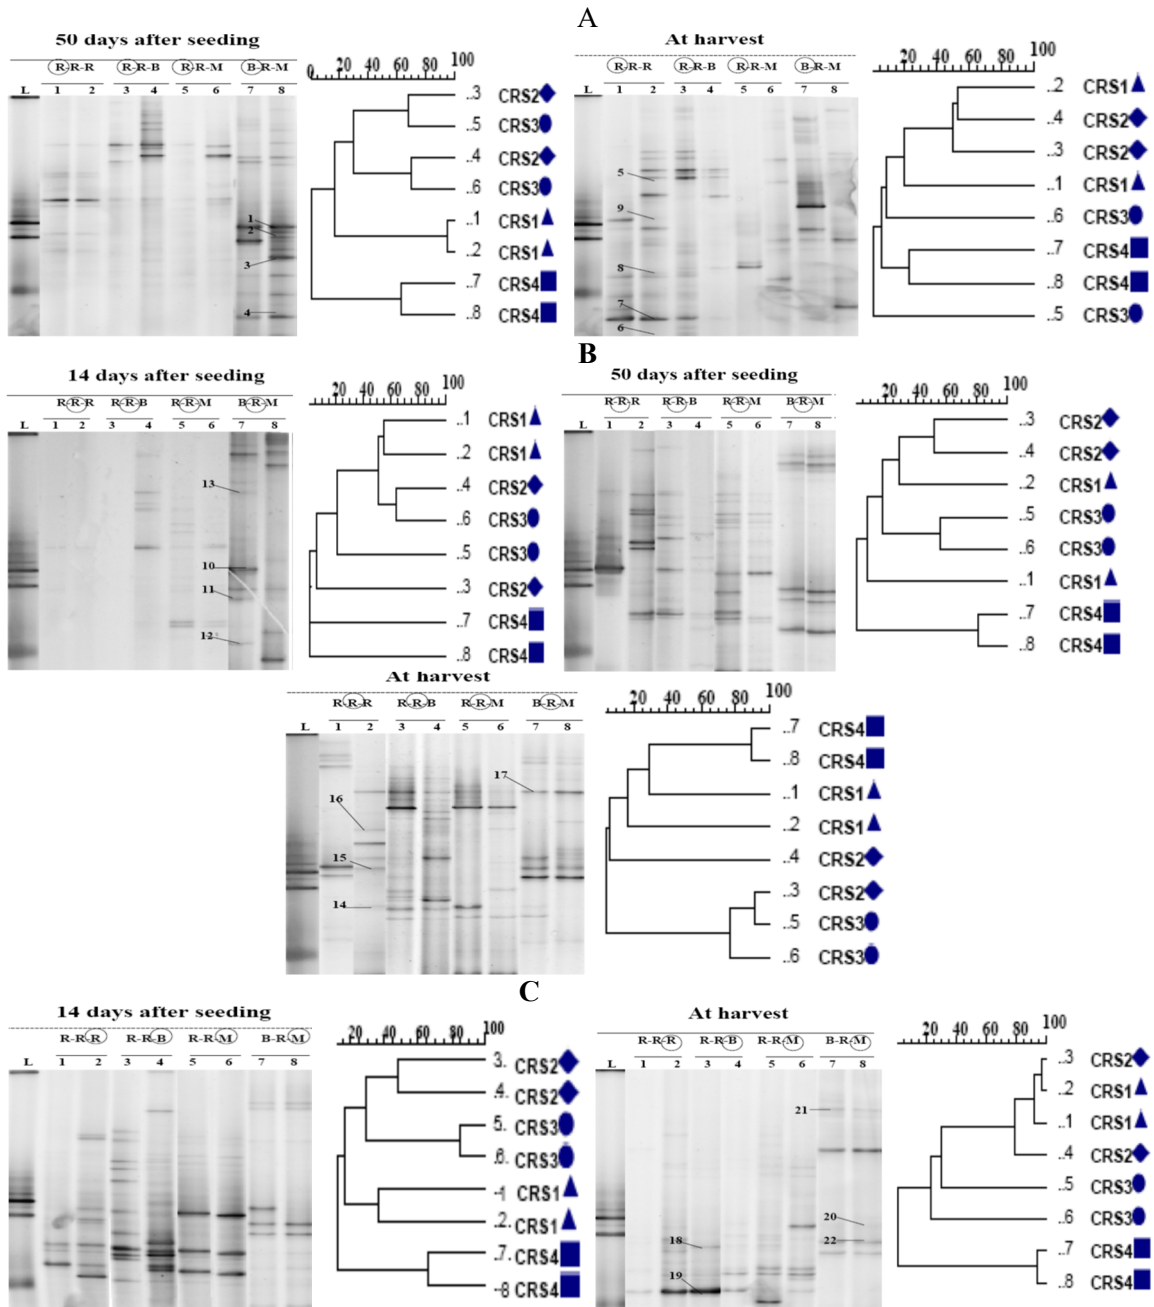 A
50 days after seeding
R-R-R R-R-B R-R-M B-R-M
L 1 2 3 4 5 6 7 8
1
2
3
4
0 20 40 60 80 100
..3 CRS2
..5 CRS3
..4 CRS2
..6 CRS3
..1 CRS1
..2 CRS1
..7 CRS4
..8 CRS4
At harvest
R-R-R R-R-B R-R-M B-R-M
L 1 2 3 4 5 6 7 8
5
9
8
7
6
20 40 60 80 100
..2 CRS1
..4 CRS2
..3 CRS2
..1 CRS1
..6 CRS3
..7 CRS4
..8 CRS4
..5 CRS3
B
14 days after seeding
R-R-R R-R-B R-R-M B-R-M
L 1 2 3 4 5 6 7 8
13
10
11
12
20 40 60 80 100
..1 CRS1
..2 CRS1
..4 CRS2
..6 CRS3
..5 CRS3
..3 CRS2
..7 CRS4
..8 CRS4
50 days after seeding
R-R-R R-R-B R-R-M B-R-M
L 1 2 3 4 5 6 7 8
20 40 60 80 100
..3 CRS2
..4 CRS2
..2 CRS1
..5 CRS3
..6 CRS3
..1 CRS1
..7 CRS4
..8 CRS4
At harvest
R-R-R R-R-B R-R-M B-R-M
L 1 2 3 4 5 6 7 8
17
16
15
14
20 40 60 80 100
..7 CRS4
..8 CRS4
..1 CRS1
..2 CRS1
..4 CRS2
..3 CRS2
..5 CRS3
..6 CRS3
C
14 days after seeding
R-R-R R-R-B R-R-M B-R-M
L 1 2 3 4 5 6 7 8
20 40 60 80 100
3. CRS2
4. CRS2
5. CRS3
6. CRS3
1 CRS1
2. CRS1
7. CRS4
8 CRS4
At harvest
R-R-R R-R-B R-R-M B-R-M
L 1 2 3 4 5 6 7 8
21
20
18
22
19
20 40 60 80 100
..3 CRS2
..2 CRS1
..1 CRS1
..4 CRS2
..5 CRS3
..6 CRS3
..7 CRS4
..8 CRS4